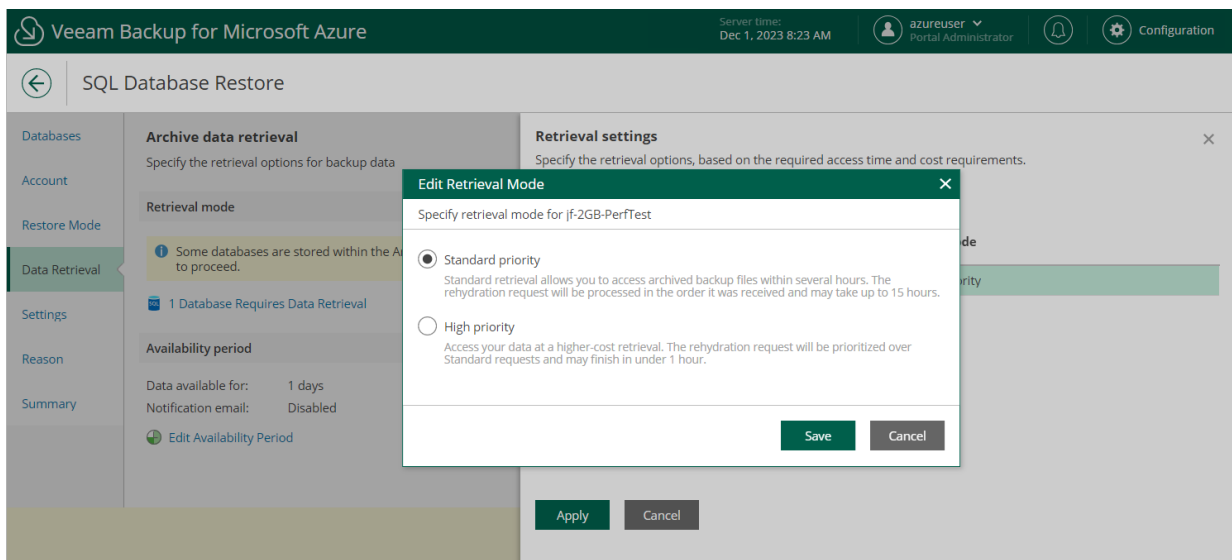 Veeam Backup for Microsoft Azure
Server time:
Dec 1, 2023 8:23 AM
azureuser
Portal Administrator
Configuration
SQL Database Restore
Databases
Account
Restore Mode
Data Retrieval
Settings
Reason
Summary
Archive data retrieval
Specify the retrieval options for backup data
Retrieval mode
Some databases are stored within the
to proceed.
1 Database Requires Data Retrieval
Availability period
Data available for: 1 days
Notification email: Disabled
Edit Availability Period
Retrieval settings
Specify the retrieval options, based on the required access time and cost requirements.
Edit Retrieval Mode
Specify retrieval mode for jf-2GB-PerfTest
Standard priority
Standard retrieval allows you to access archived backup files within several hours. The
rehydration request will be processed in the order it was received and may take up to 15 hours.
High priority
Access your data at a higher-cost retrieval. The rehydration request will be prioritized over
Standard requests and may finish in under 1 hour.
Save Cancel
Apply Cancel